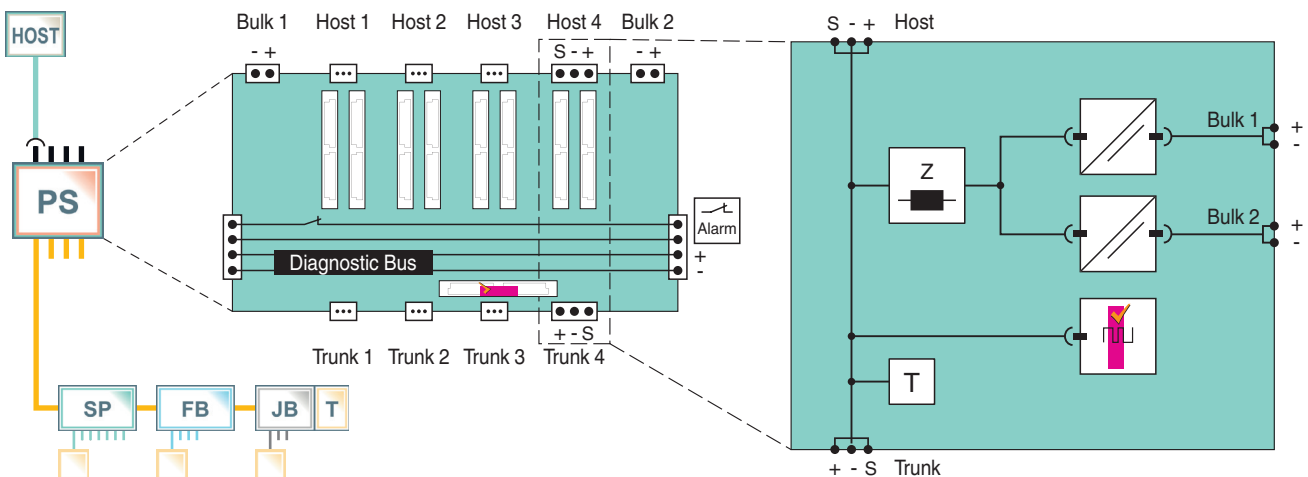 HOST
PS
SP FB JB T
Bulk 1 Host 1 Host 2 Host 3 Host 4 Bulk 2
- + S - + - +
Alarm
Diagnostic Bus
+
-
+ - S
Trunk 1 Trunk 2 Trunk 3 Trunk 4
S - + Host
Bulk 1 +
-
Z
Bulk 2 +
-
T
+ - S Trunk